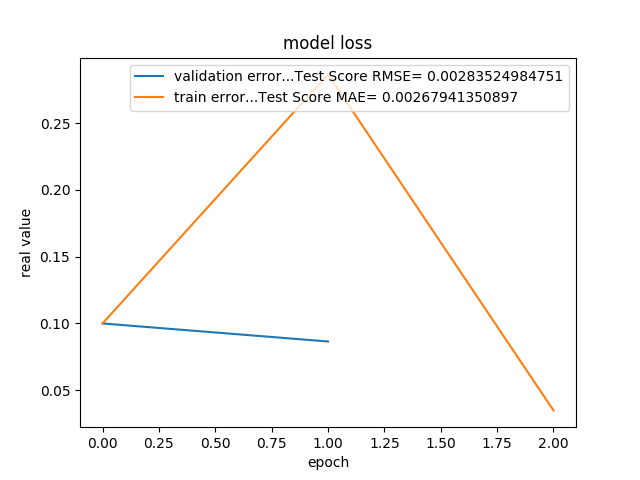 model loss
validation error...Test Score RMSE= 0.00283524984751
train error...Test Score MAE= 0.00267941350897
real value
0.25
0.20
0.15
0.10
0.05
0.00 0.25 0.50 0.75 1.00 1.25 1.50 1.75 2.00
epoch